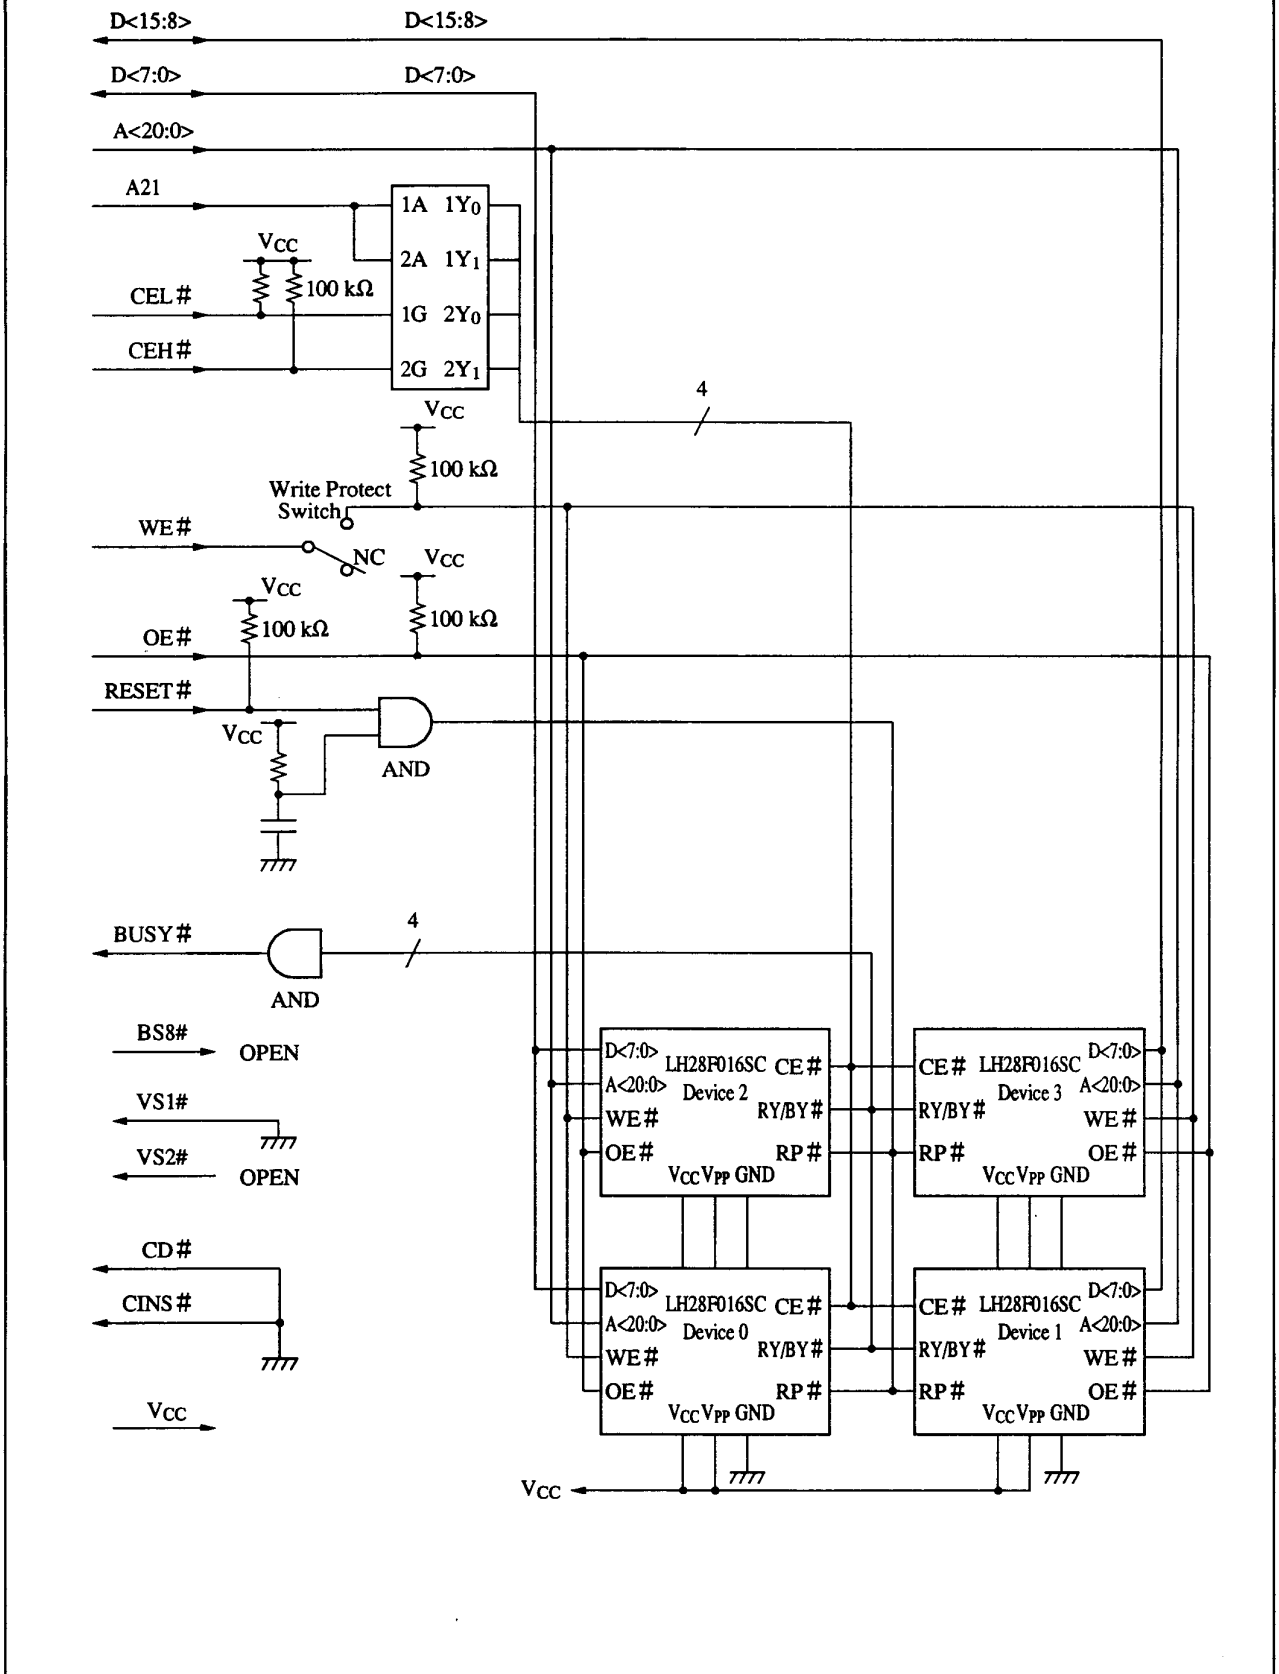 D<15:8> D<15:8>
D<7:0> D<7:0>
A<20:0>
A21
1A 1Y0
VCC
2A 1Y1
100 kΩ
CEL#
1G 2Y0
CEH#
2G 2Y1
4
VCC
100 kΩ
Write Protect
Switch
WE#
NC
VCC
VCC
100 kΩ
100 kΩ
OE#
RESET#
VCC
AND
4
BUSY#
AND
BS8#
OPEN
VS1#
VS2#
OPEN
CD#
CINS#
VCC
D<7:0> LH28F016SC CE#
A<20:0> Device 2
WE# RY/BY#
OE# RP#
VCC VPP GND
CE# LH28F016SC D<7:0>
Device 3 A<20:0>
RY/BY# WE#
RP# OE#
VCC VPP GND
D<7:0> LH28F016SC CE#
A<20:0> Device 0
WE# RY/BY#
OE# RP#
VCC VPP GND
CE# LH28F016SC D<7:0>
Device 1 A<20:0>
RY/BY# WE#
RP# OE#
VCC VPP GND
VCC